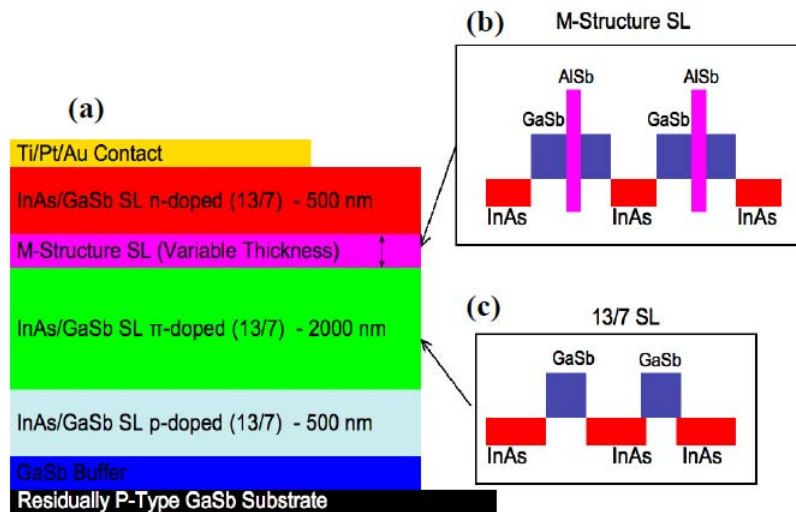 (a)
Ti/Pt/Au Contact
InAs/GaSb SL n-doped (13/7) - 500 nm
M-Structure SL (Variable Thickness)
InAs/GaSb SL π-doped (13/7) - 2000 nm
InAs/GaSb SL p-doped (13/7) - 500 nm
GaSb Buffer
Residually P-Type GaSb Substrate
(b)
M-Structure SL
AlSb AlSb
GaSb GaSb
InAs InAs InAs
(c)
13/7 SL
GaSb GaSb
InAs InAs InAs